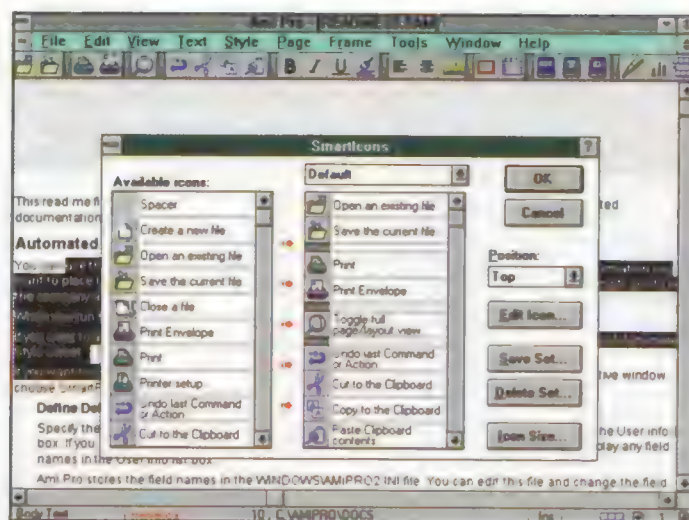 Ami Pro -
File Edit View Text Style Page Frame Tools Window Help
B I U
SmartIcons
Available icons:
Default
OK
Cancel
Spacer
Create a new file
Open an existing file
Save the current file
Close a file
Print Envelope
Print
Printer setup
Undo last Command
or Action
Cut to the Clipboard
Open an existing file
Save the current file
Print
Print Envelope
Toggle full
page/layout view
Undo last Command
or Action
Cut to the Clipboard
Copy to the Clipboard
Paste Clipboard
contents
Position:
Top
Edit Icon...
Save Set...
Delete Set...
Icon Size...
This read me fi
documentation
Automated
You
tive window
Define De
Specify the
he User info
box. If you
play any field
names in the User info list box
Ami Pro stores the field names in the WINDOWS\AMIPRO2.INI file. You can edit this file and change the field
Body Text
10 C:\AMIPRO\DOCS Ins 1